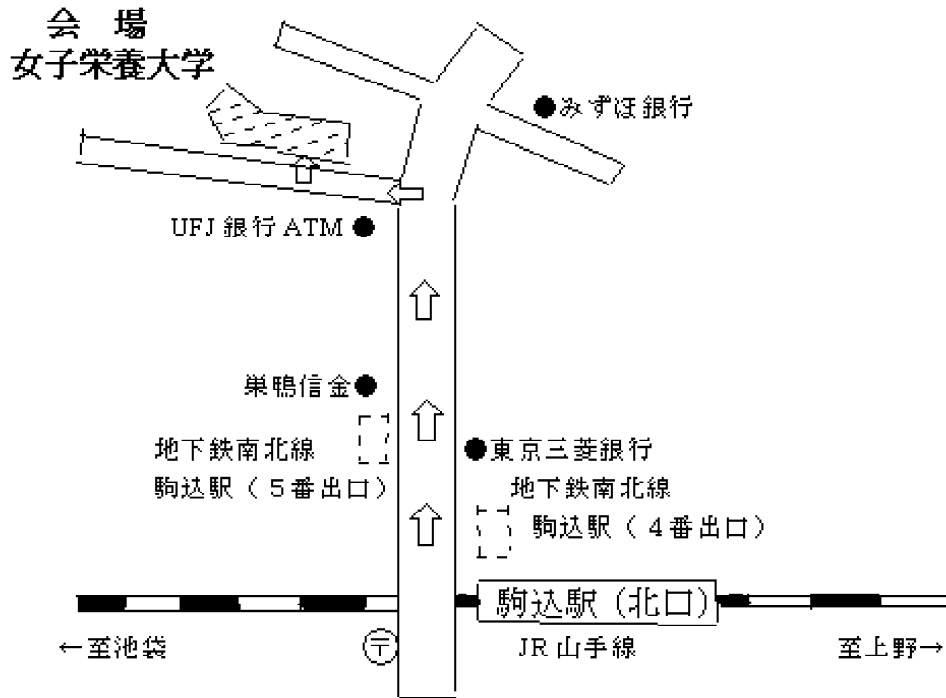 会 場
女子栄養大学
●みずほ銀行
UFJ 銀行 ATM ●
巣鴨信金●
地下鉄南北線
駒込駅（５番出口）
●東京三菱銀行
地下鉄南北線
駒込駅（４番出口）
駒込駅（北口）
←至池袋
〒
JR 山手線
至上野→